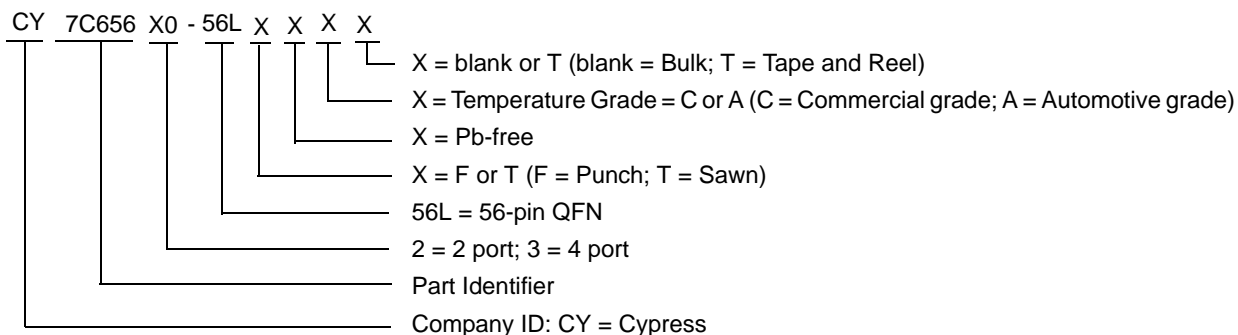 CY 7C656 X0 - 56L X X X X
X = blank or T (blank = Bulk; T = Tape and Reel)
X = Temperature Grade = C or A (C = Commercial grade; A = Automotive grade)
X = Pb-free
X = F or T (F = Punch; T = Sawn)
56L = 56-pin QFN
2 = 2 port; 3 = 4 port
Part Identifier
Company ID: CY = Cypress